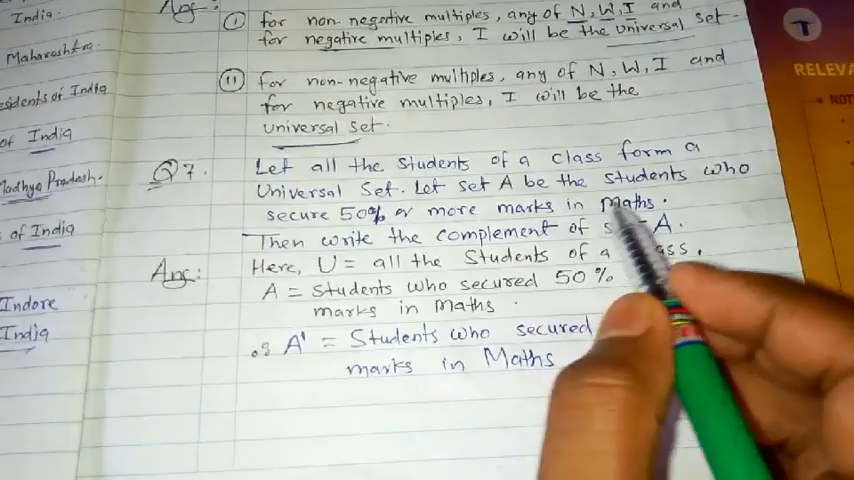 India.
Maharashtra.
esidents of India
of India
Madhya Pradesh.
s of India
Indore
India
Ans:
(i) for non-negative multiples, any of N, W, I and
for negative multiples, I will be the universal set.
(ii) for non-negative multiples, any of N, W, I and
for negative multiples, I will be the
universal set.
Q7. Let all the students of a class form a
universal set. Let set A be the students who
secure 50% or more marks in Maths.
Then write the complement of A.
Ans: Here, U = all the students of a
A = Students who secured 50%
marks in Maths.
∴ A' = Students who secured
marks in Maths
T
RELEVA
NOT